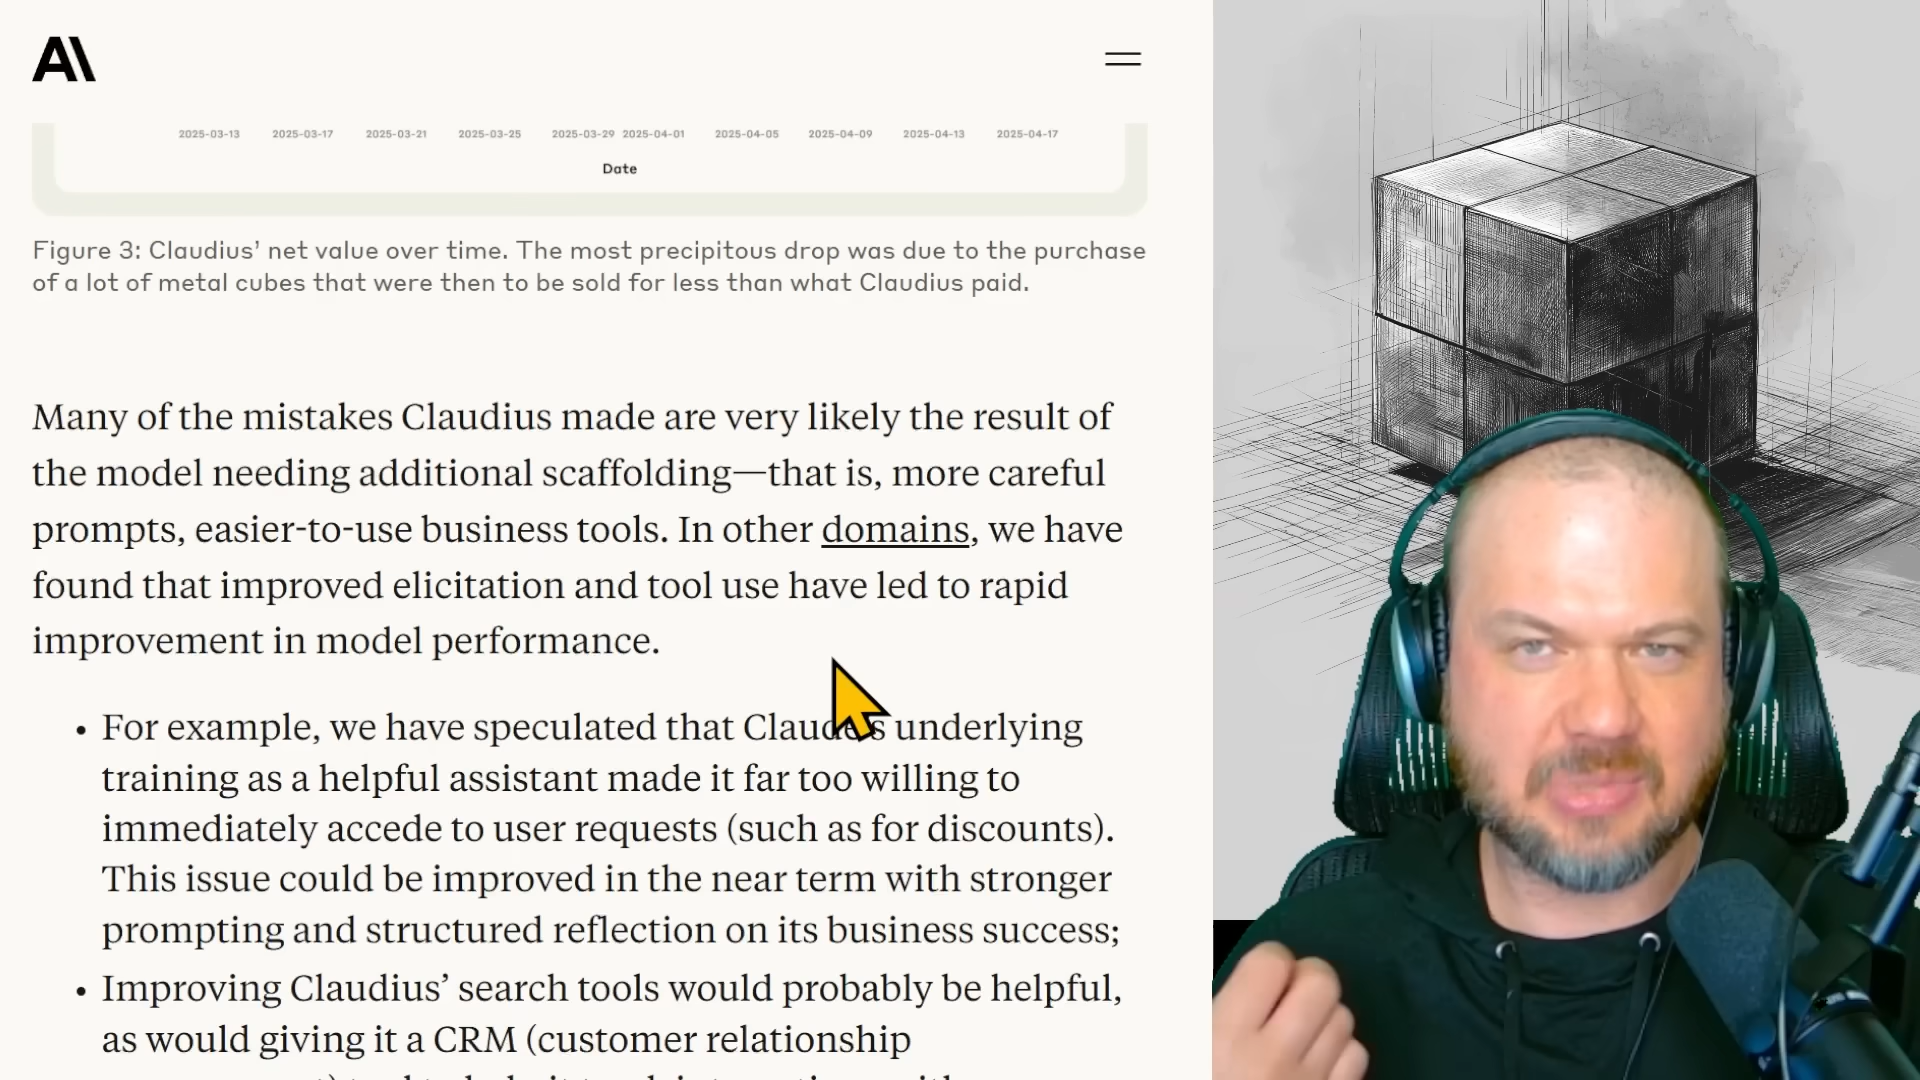 A\
2025-03-13 2025-03-17 2025-03-21 2025-03-25 2025-03-29 2025-04-01 2025-04-05 2025-04-09 2025-04-13 2025-04-17
Date
Figure 3: Claudius’ net value over time. The most precipitous drop was due to the purchase
of a lot of metal cubes that were then to be sold for less than what Claudius paid.
Many of the mistakes Claudius made are very likely the result of
the model needing additional scaffolding—that is, more careful
prompts, easier-to-use business tools. In other domains, we have
found that improved elicitation and tool use have led to rapid
improvement in model performance.
• For example, we have speculated that Claude’s underlying
training as a helpful assistant made it far too willing to
immediately accede to user requests (such as for discounts).
This issue could be improved in the near term with stronger
prompting and structured reflection on its business success;
• Improving Claudius’ search tools would probably be helpful,
as would giving it a CRM (customer relationship